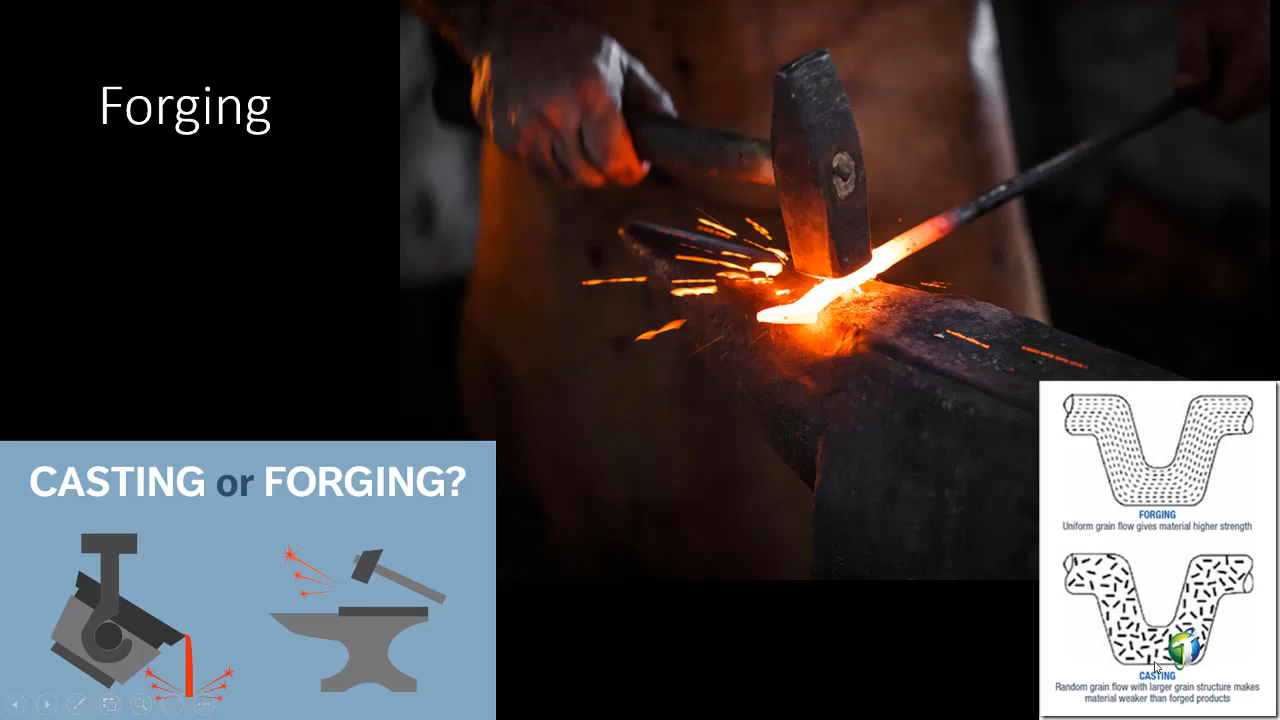 Forging
CASTING or FORGING?
FORGING
Uniform grain flow gives material higher strength
CASTING
Random grain flow with larger grain structure makes
material weaker than forged products